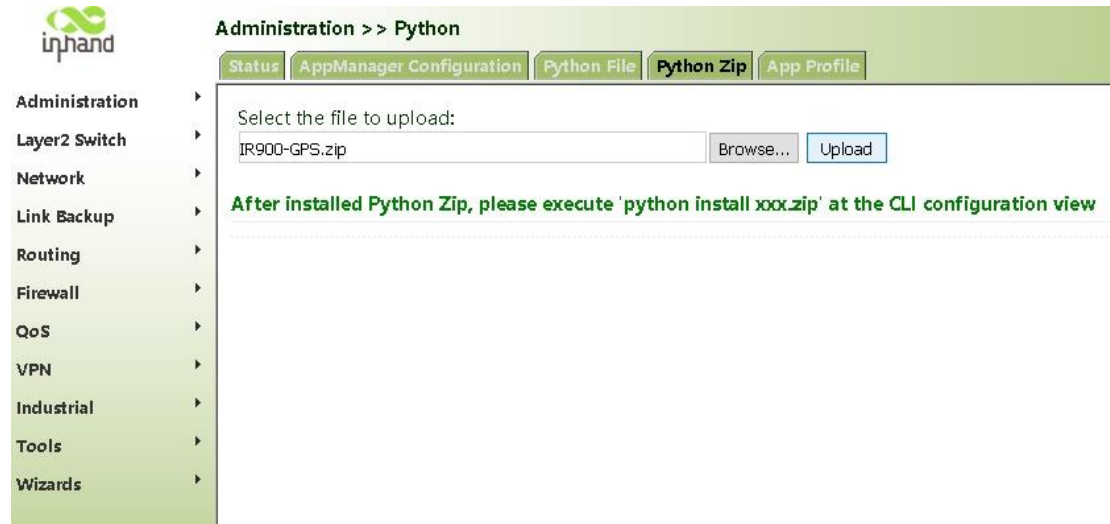 inhand
Administration >> Python
Status AppManager Configuration Python File Python Zip App Profile
Administration
Layer2 Switch
Network
Link Backup
Routing
Firewall
QoS
VPN
Industrial
Tools
Wizards
Select the file to upload:
IR900-GPS.zip Browse... Upload
After installed Python Zip, please execute 'python install xxx.zip' at the CLI configuration view